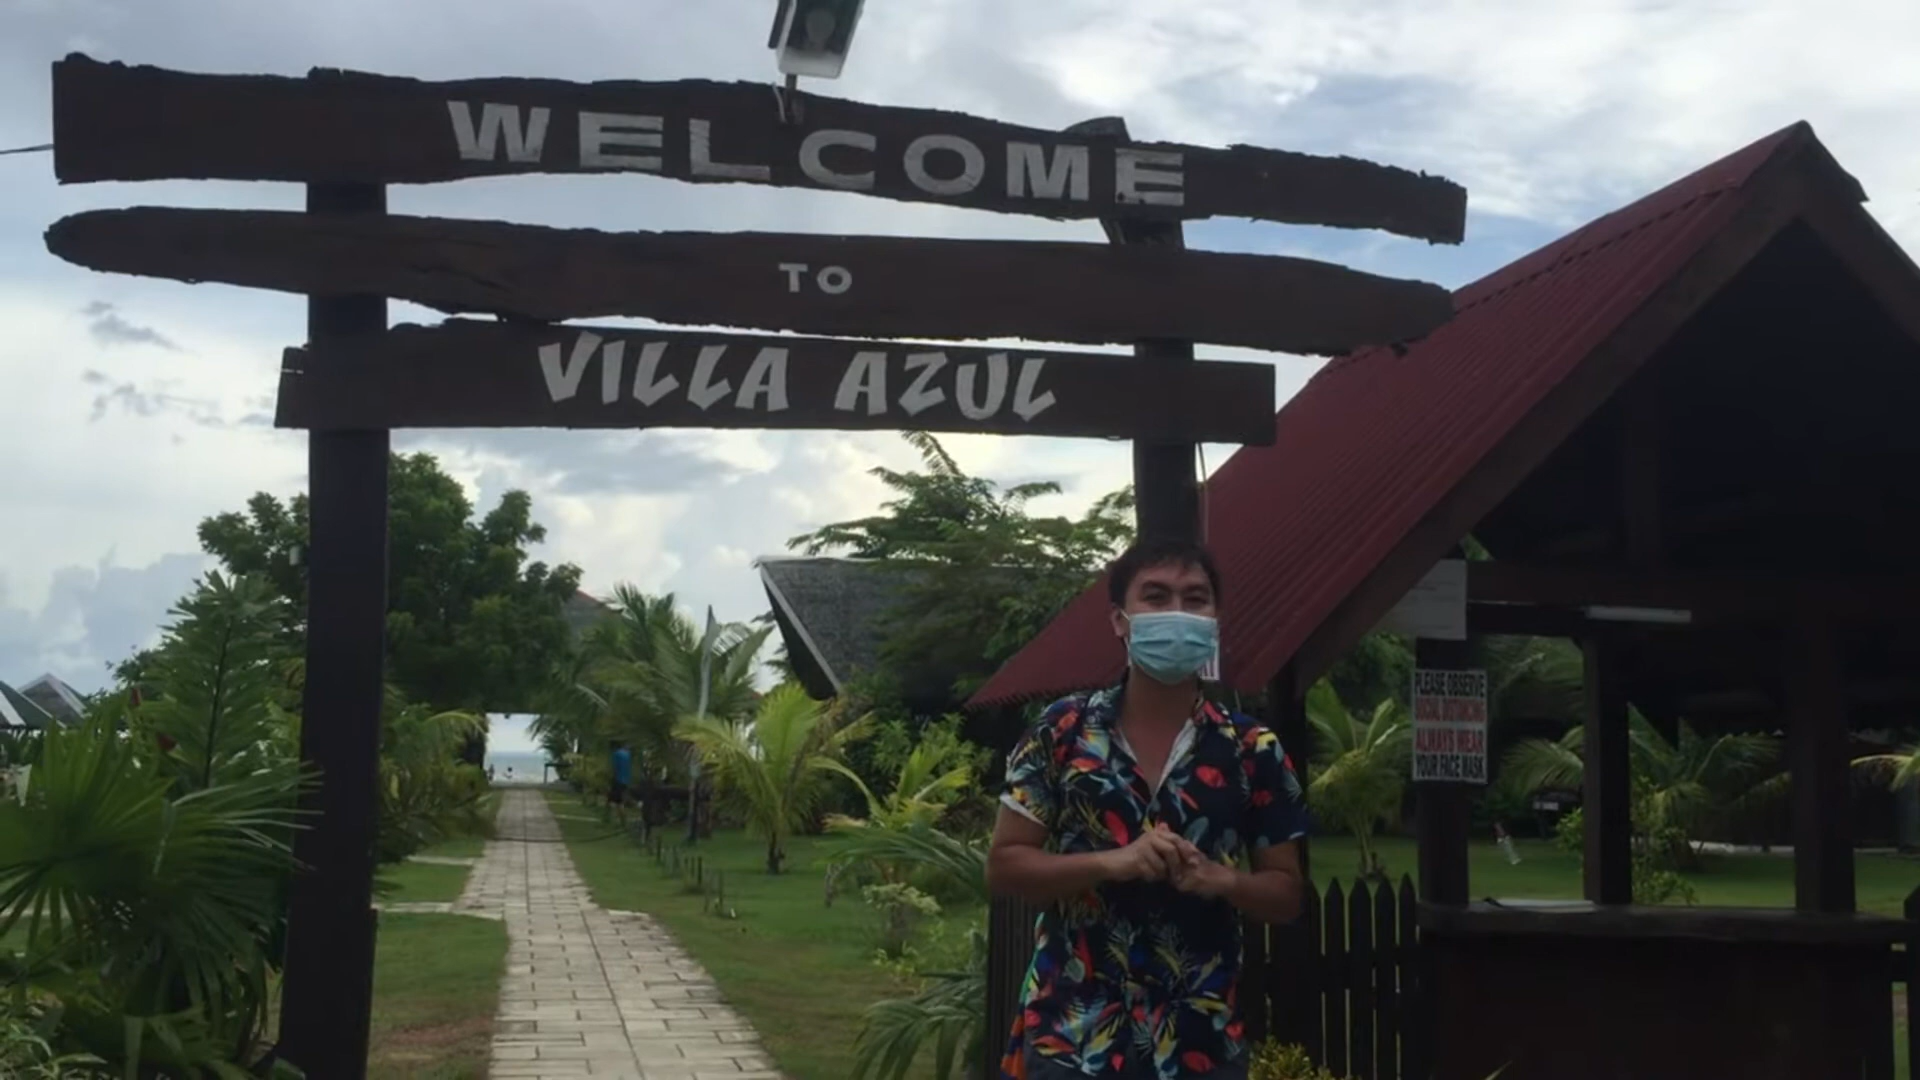 WELCOME
TO
VILLA AZUL
PLEASE OBSERVE
SOCIAL DISTANCING
ALWAYS WEAR
YOUR FACE MASK